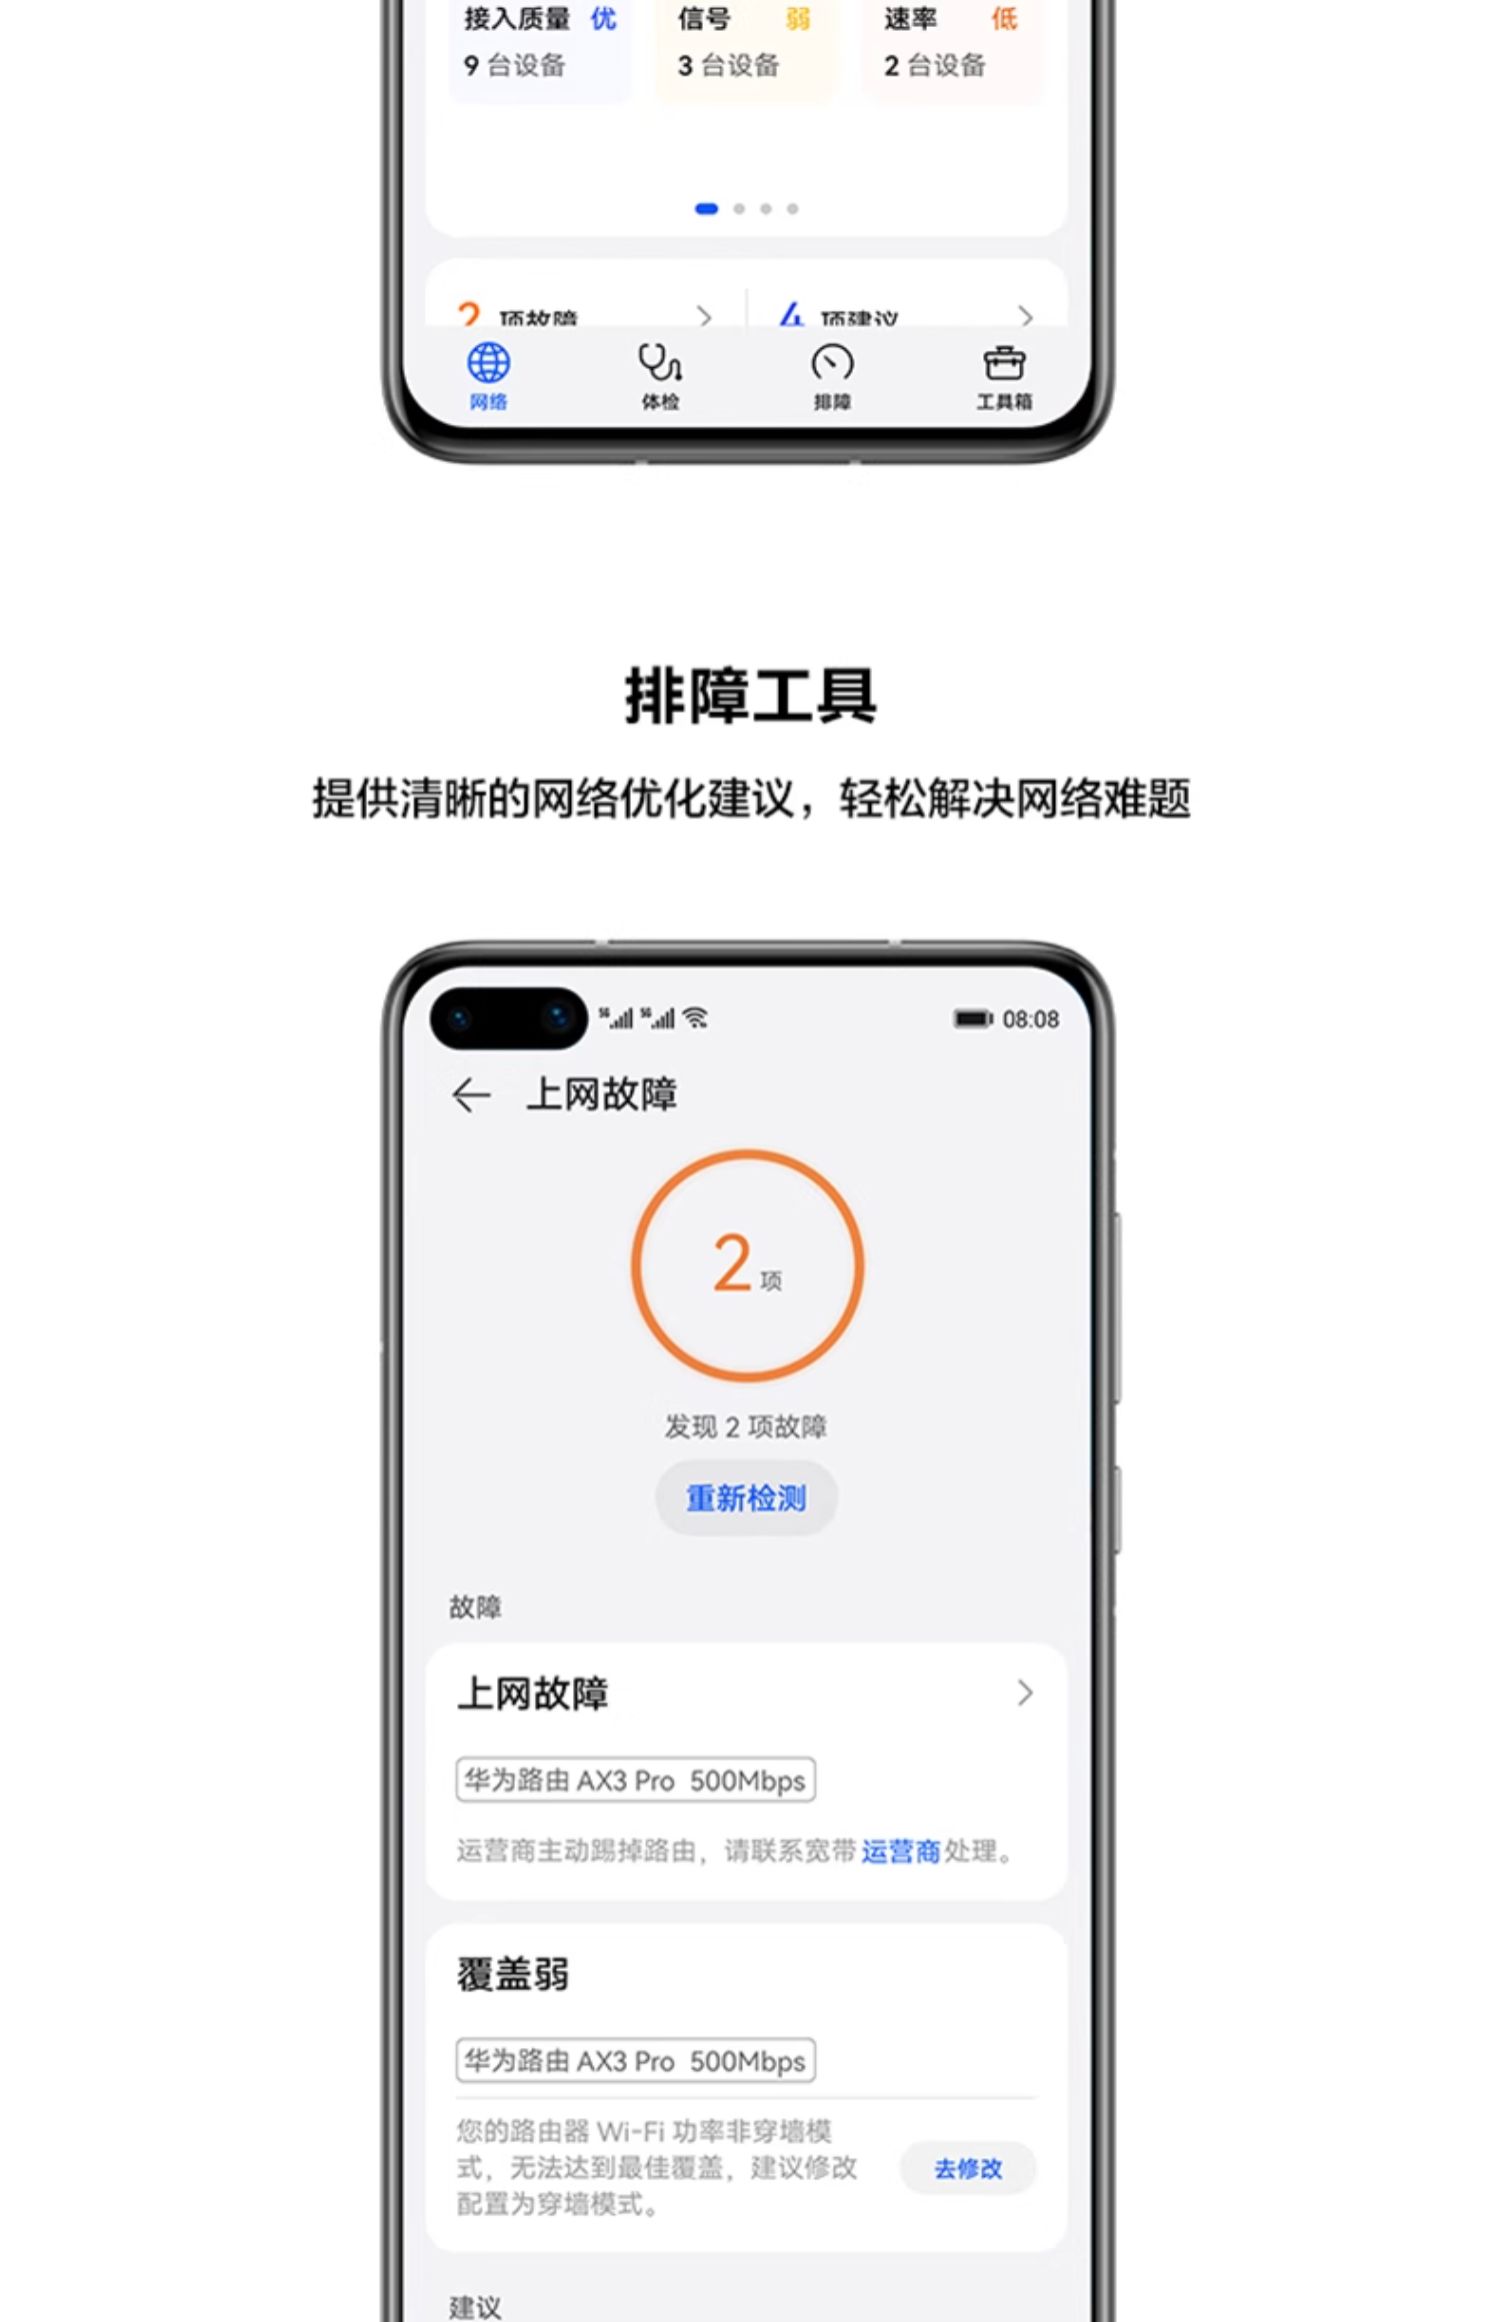 接入质量 优
信号 弱
速率 低
9 台设备
3 台设备
2 台设备
2 项故障
4 项建议
网络
体检
排障
工具箱
排障工具
提供清晰的网络优化建议，轻松解决网络难题
5G 5G 08:08
上网故障
2 项
发现 2 项故障
重新检测
故障
上网故障
华为路由 AX3 Pro 500Mbps
运营商主动踢掉路由，请联系宽带 运营商 处理。
覆盖弱
华为路由 AX3 Pro 500Mbps
您的路由器 Wi-Fi 功率非穿墙模
式，无法达到最佳覆盖，建议修改
配置为穿墙模式。
去修改
建议